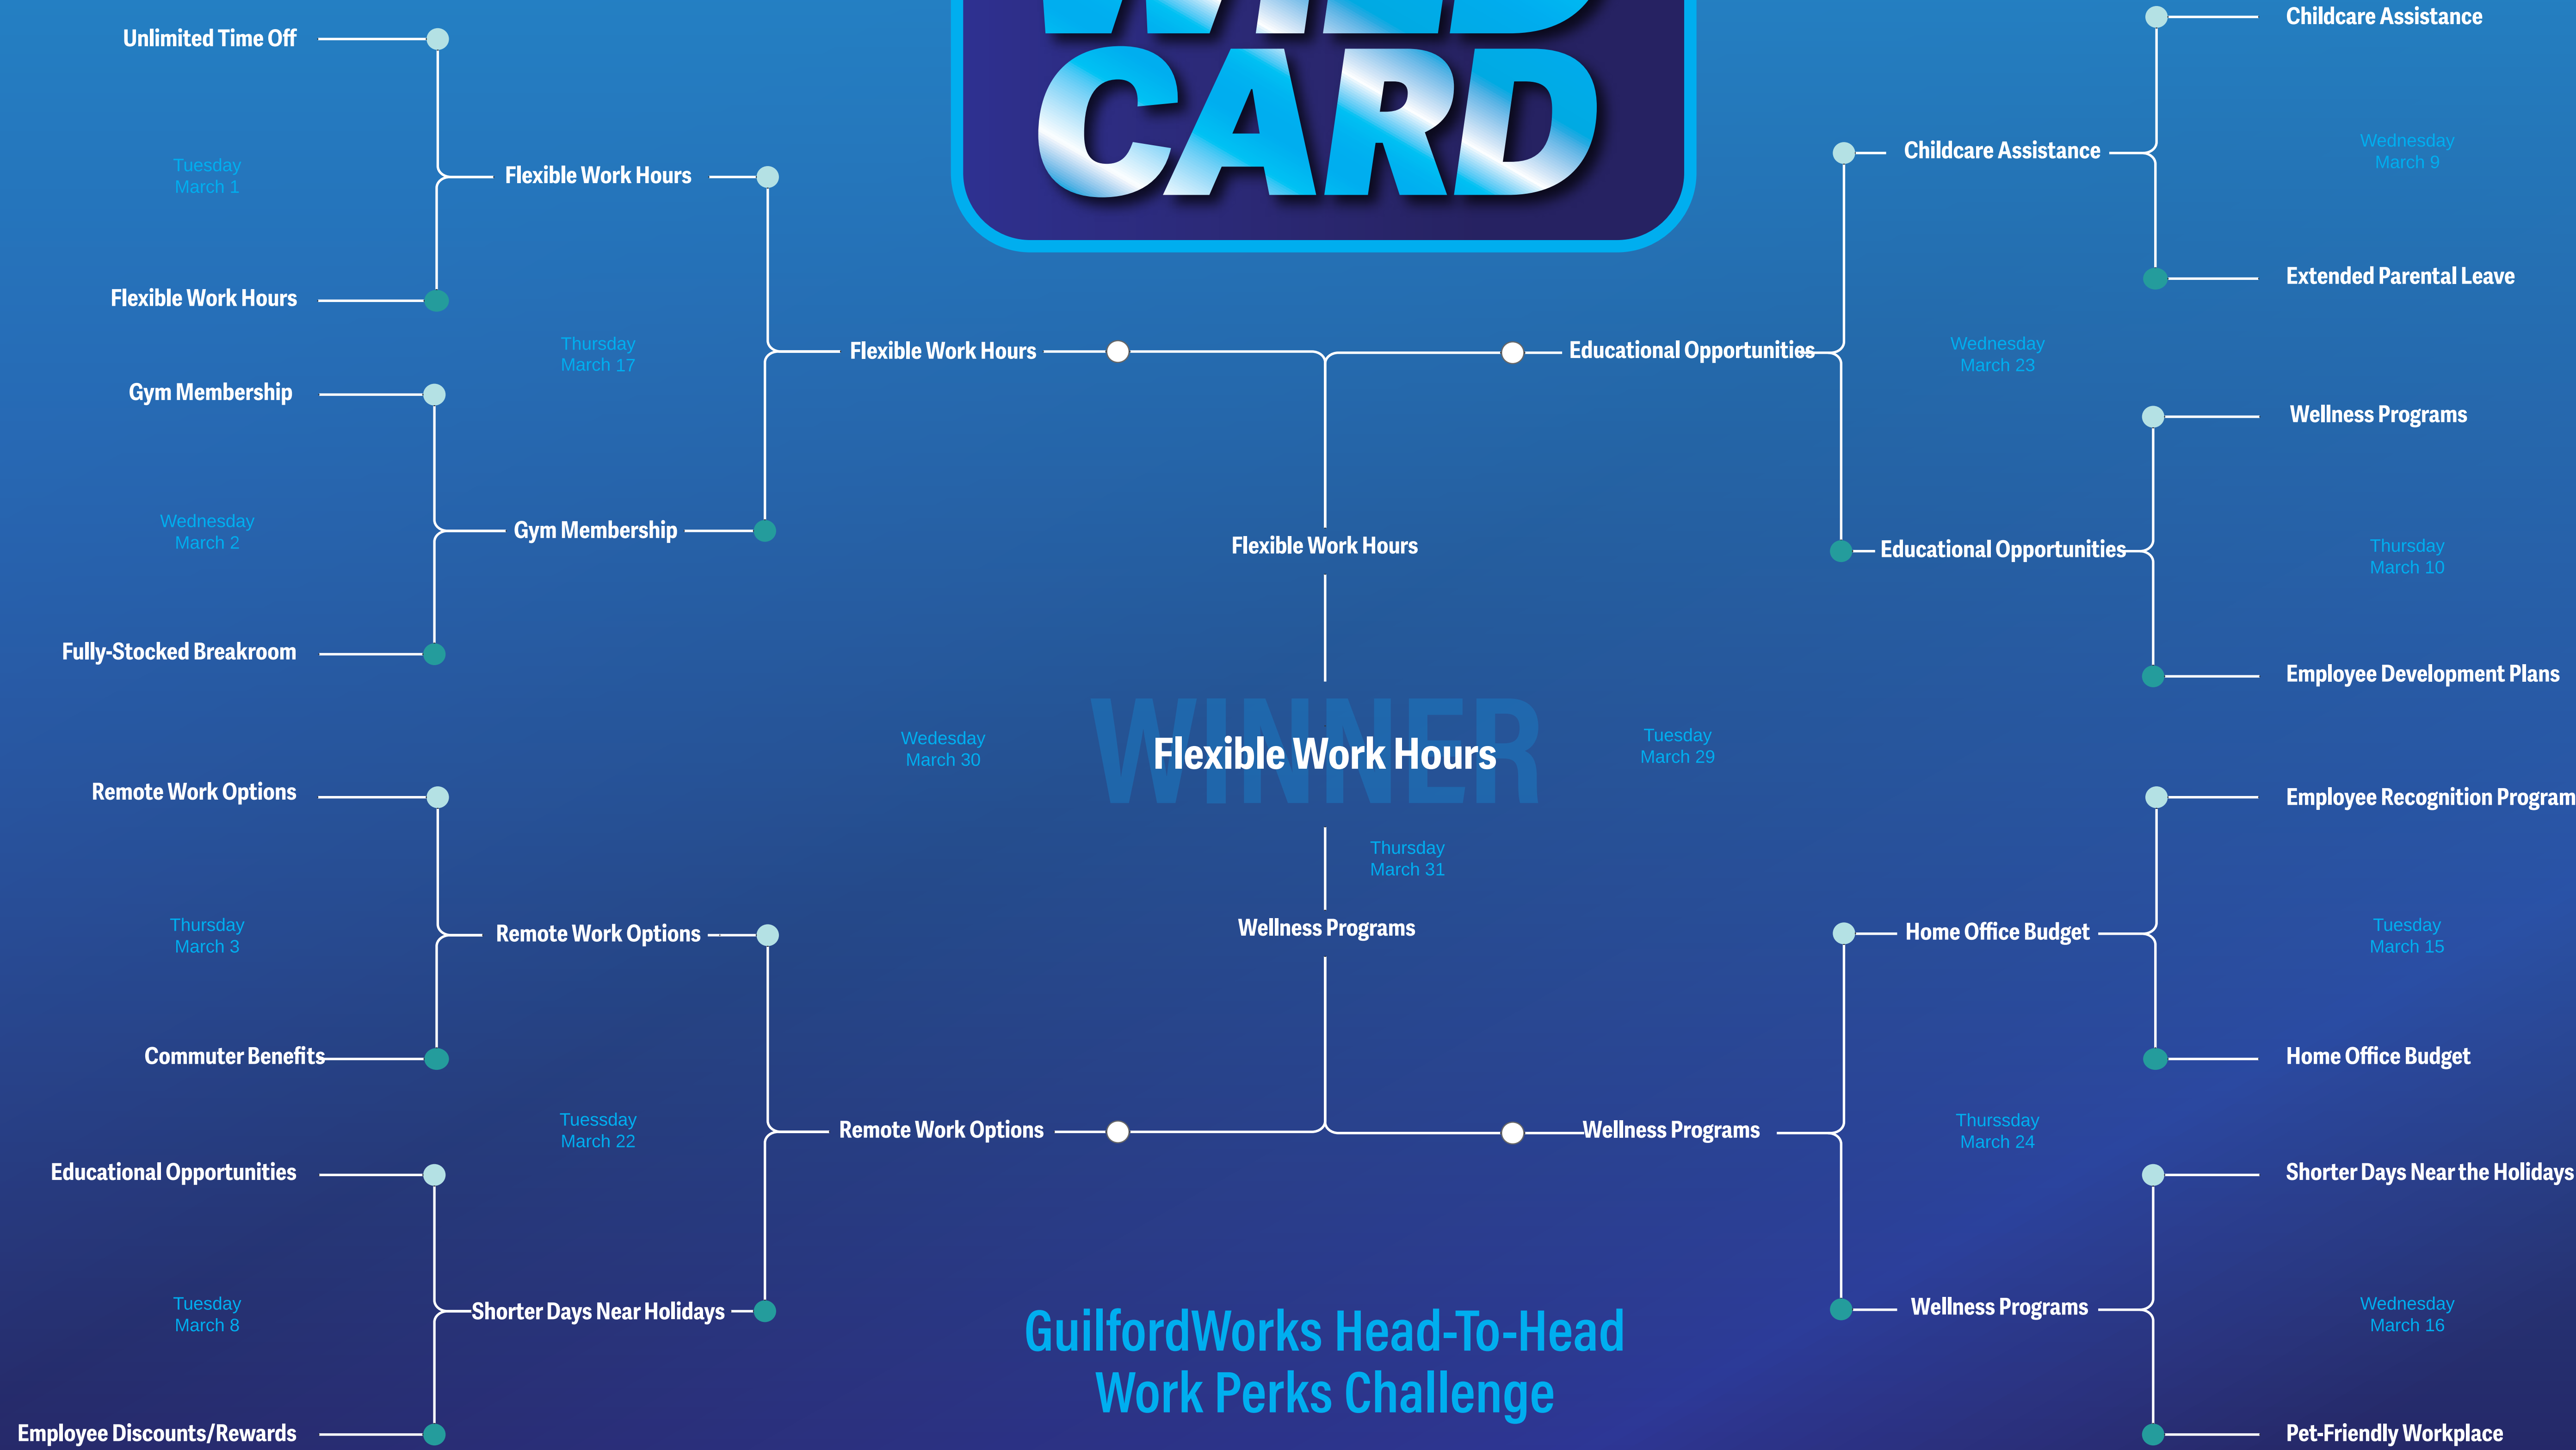 WILD
CARD
Unlimited Time Off
Tuesday
March 1
Flexible Work Hours
Flexible Work Hours
Gym Membership
Thursday
March 17
Wednesday
March 2
Gym Membership
Fully-Stocked Breakroom
Flexible Work Hours
Remote Work Options
Thursday
March 3
Remote Work Options
Commuter Benefits
Tuessday
March 22
Educational Opportunities
Tuesday
March 8
Shorter Days Near Holidays
Employee Discounts/Rewards
Remote Work Options
Wedesday
March 30
Flexible Work Hours
WINNER
Flexible Work Hours
Thursday
March 31
Wellness Programs
Tuesday
March 29
GuilfordWorks Head-To-Head
Work Perks Challenge
Educational Opportunities
Childcare Assistance
Childcare Assistance
Wednesday
March 9
Extended Parental Leave
Wednesday
March 23
Wellness Programs
Educational Opportunities
Thursday
March 10
Employee Development Plans
Employee Recognition Program
Home Office Budget
Tuesday
March 15
Home Office Budget
Wellness Programs
Thurssday
March 24
Shorter Days Near the Holidays
Wellness Programs
Wednesday
March 16
Pet-Friendly Workplace